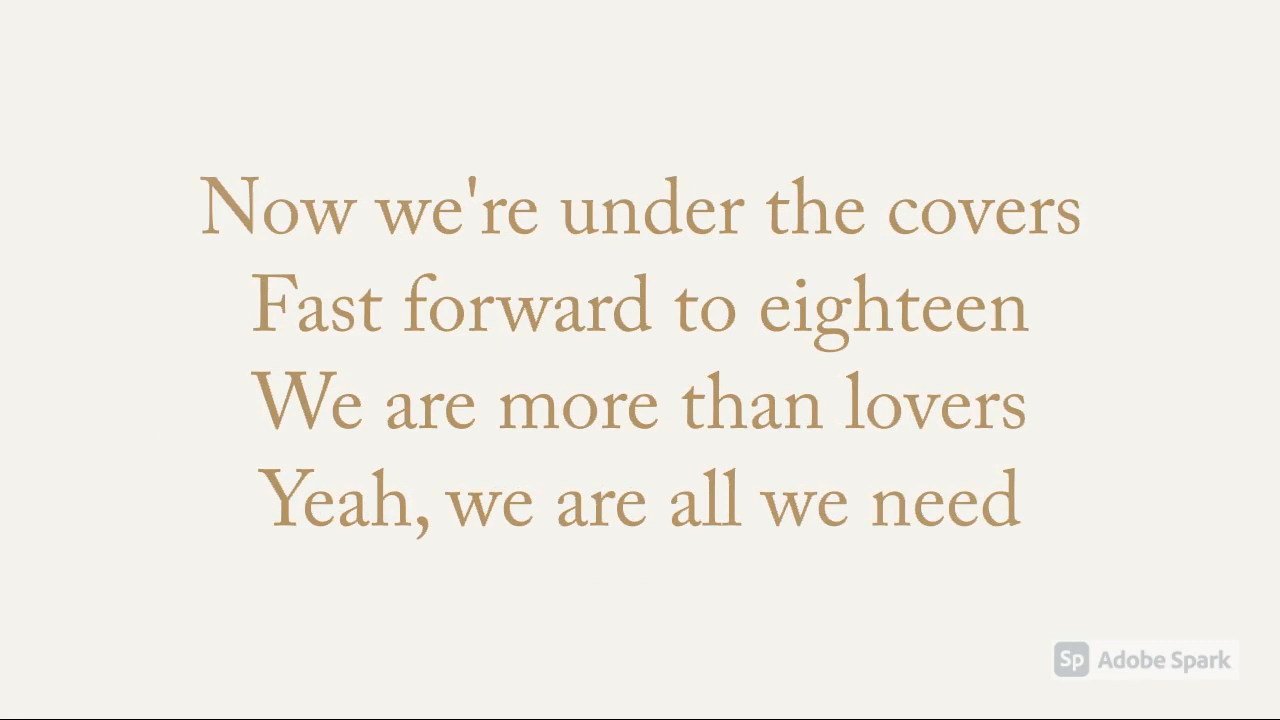 Now we're under the covers
Fast forward to eighteen
We are more than lovers
Yeah, we are all we need
Sp Adobe Spark